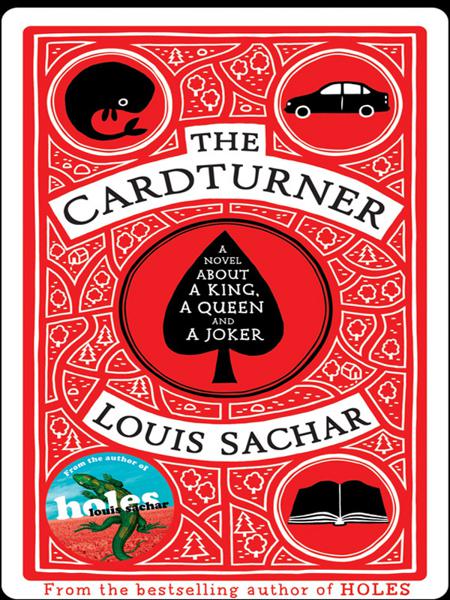 THE
CARDTURNER
A
NOVEL
ABOUT
A KING,
A QUEEN
AND
A JOKER
LOUIS SACHAR
From the author of
holes
louis sachar
From the bestselling author of HOLES